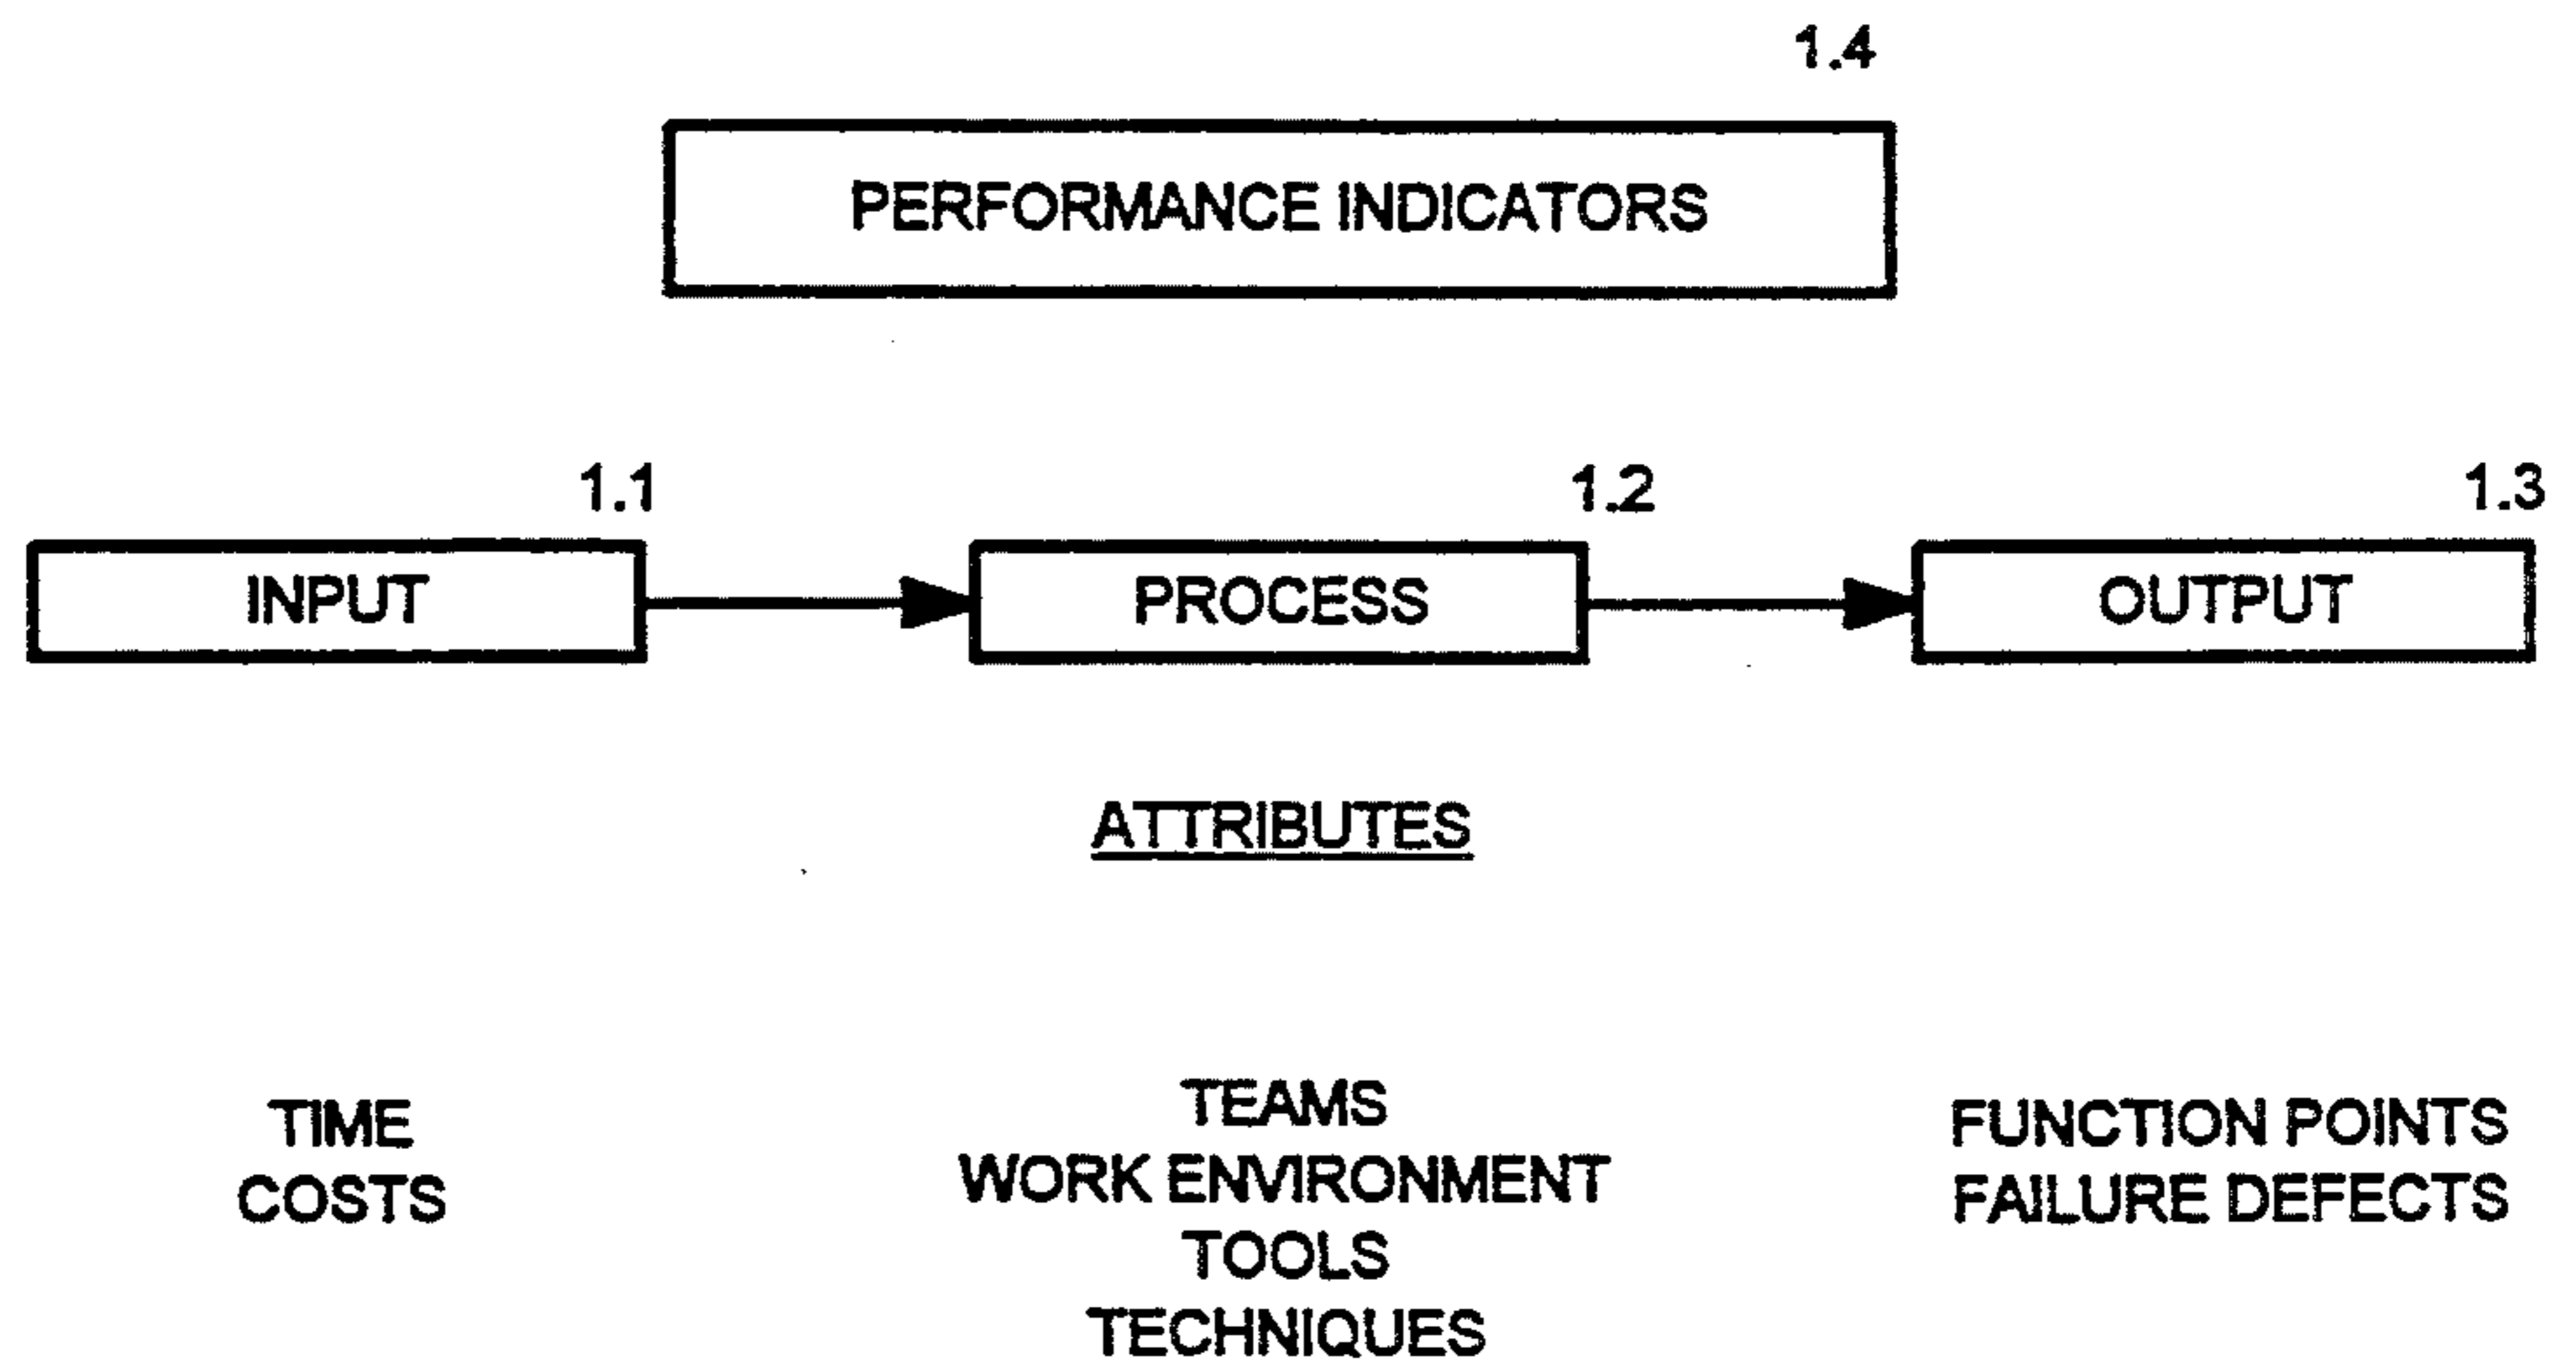 1.4
PERFORMANCE INDICATORS
1.1
1.2
1.3
INPUT
PROCESS
OUTPUT
ATTRIBUTES
TIME
COSTS
TEAMS
WORK ENVIRONMENT
TOOLS
TECHNIQUES
FUNCTION POINTS
FAILURE DEFECTS